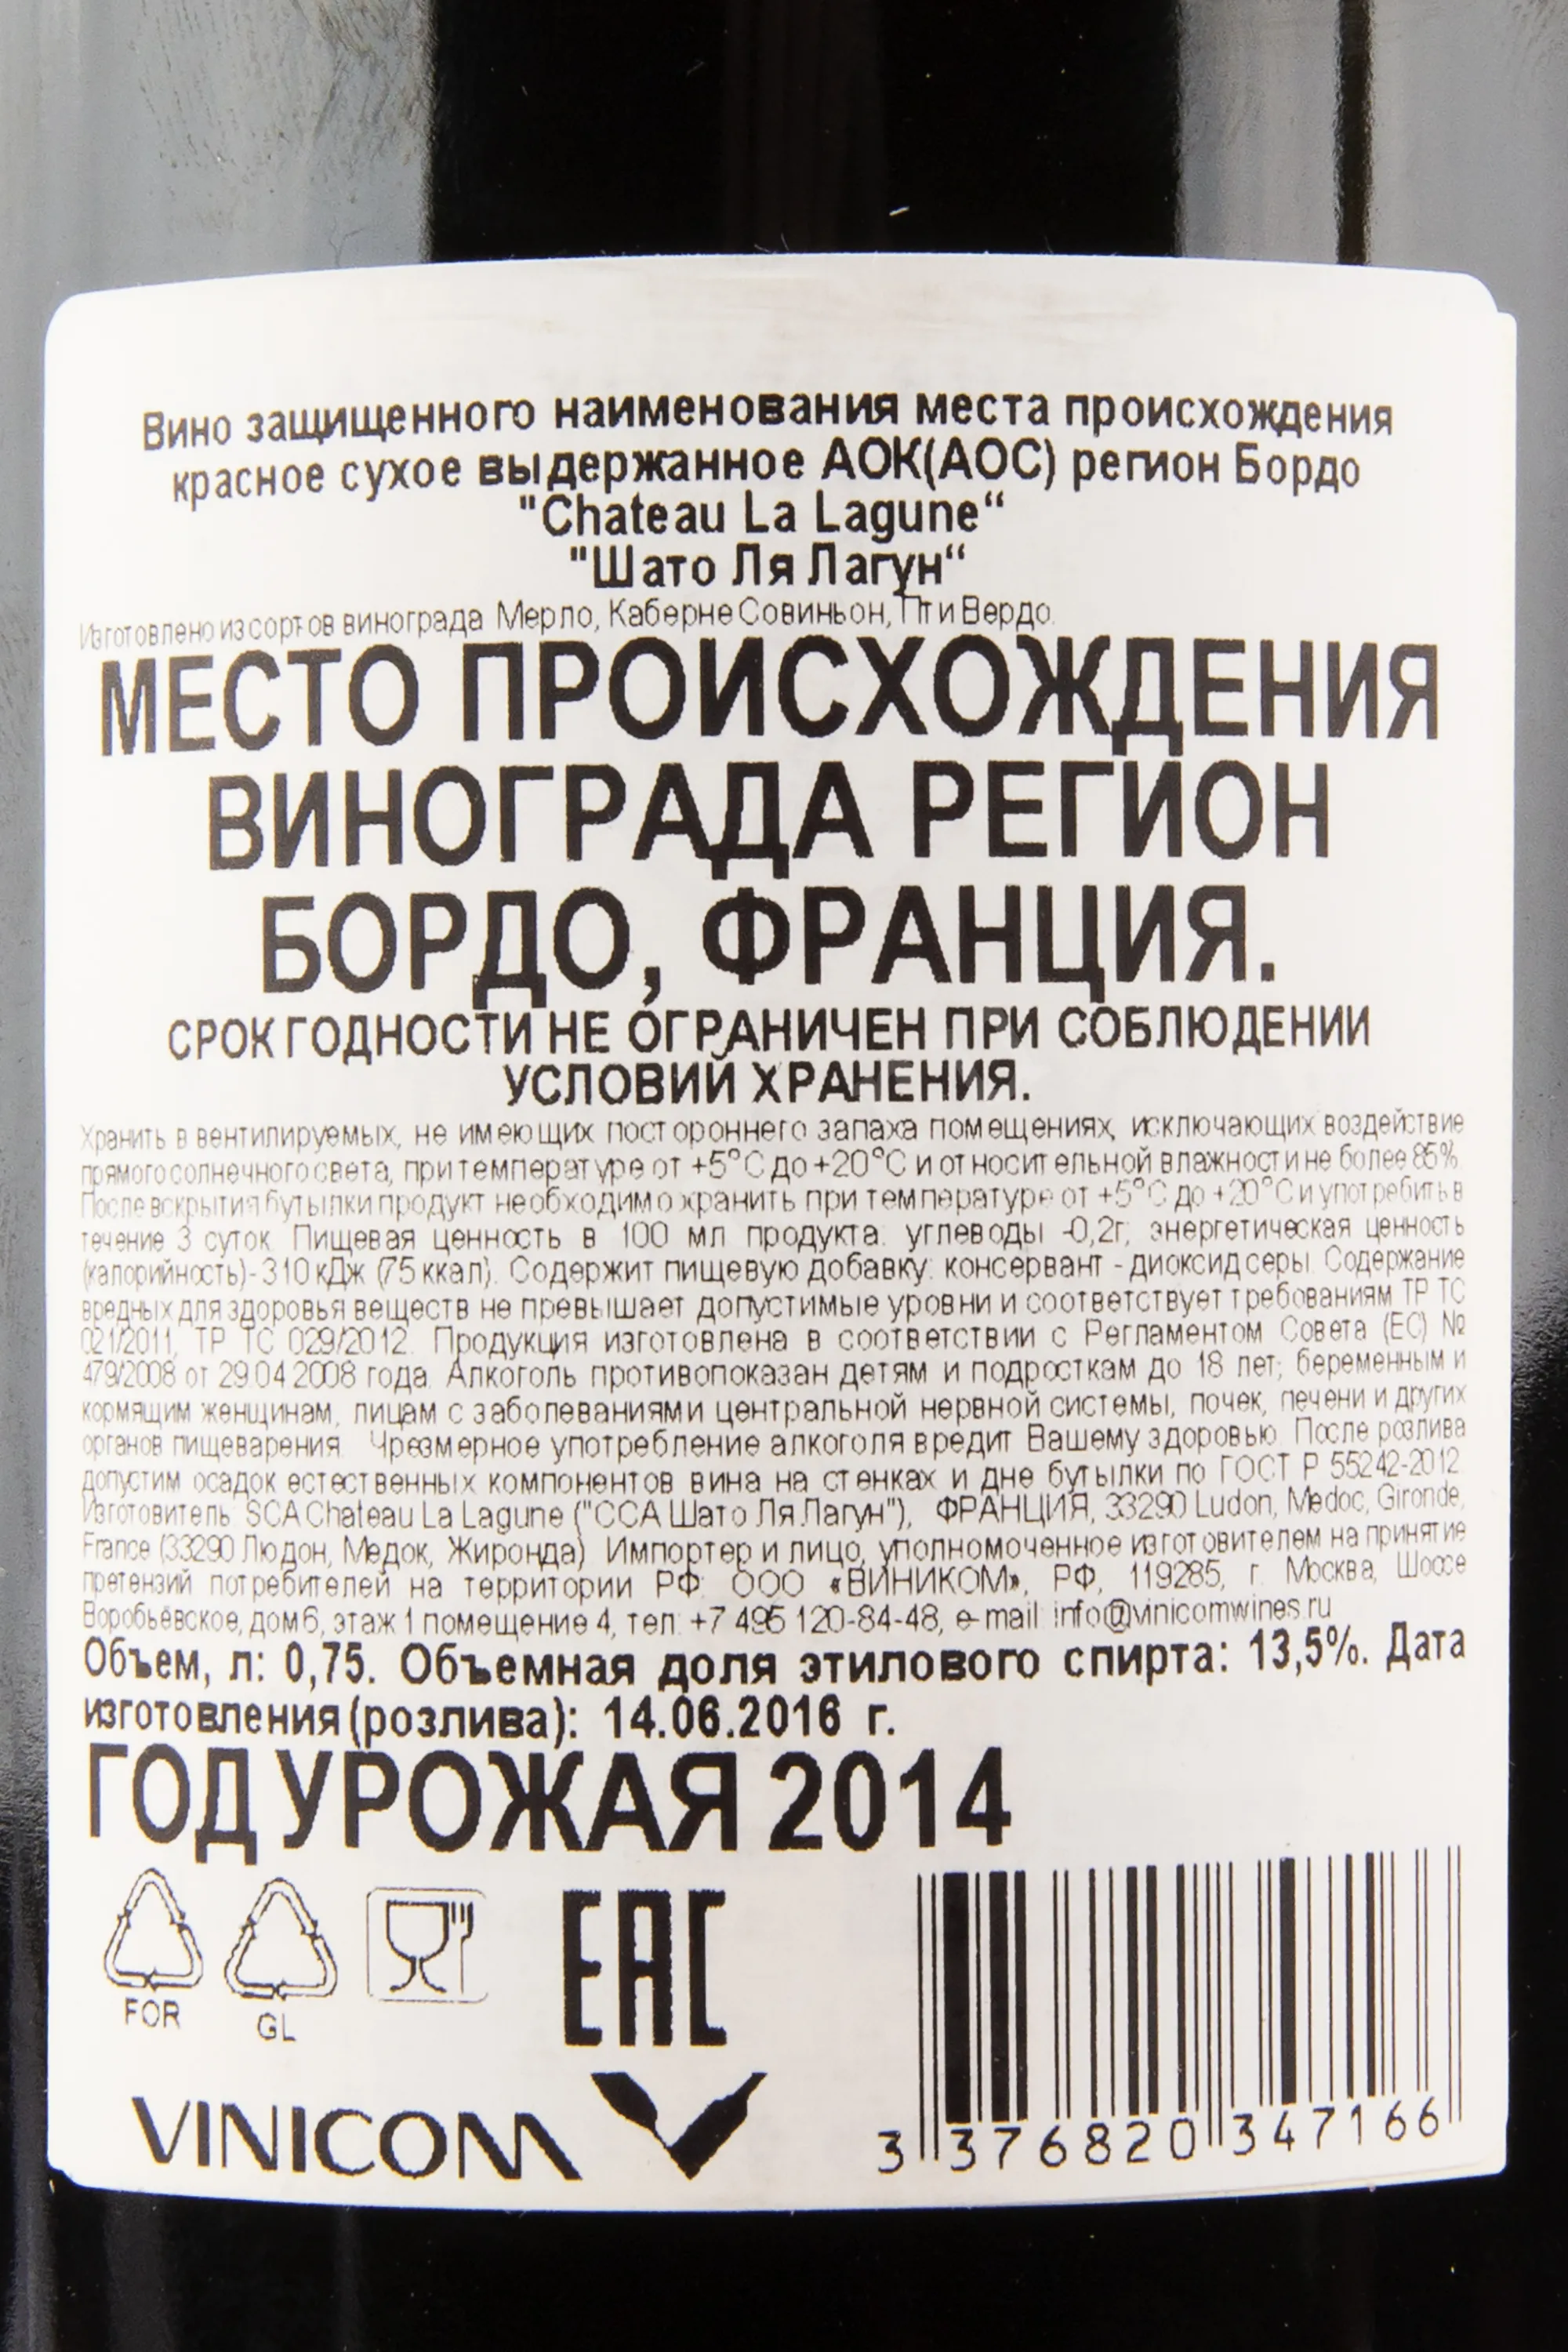 Вино защищенного наименования места происхождения
красное сухое выдержанное АОК(АОС) регион Бордо
"Chateau La Lagune“
"Шато Ля Лагун“
Изготовлено из сортов винограда Мерло, Каберне Совиньон, Пти Вердо.
МЕСТО ПРОИСХОЖДЕНИЯ
ВИНОГРАДА РЕГИОН
БОРДО, ФРАНЦИЯ.
СРОК ГОДНОСТИ НЕ ОГРАНИЧЕН ПРИ СОБЛЮДЕНИИ
УСЛОВИЙ ХРАНЕНИЯ.
Хранить в вентилируемых, не имеющих постороннего запаха помещениях, исключающих воздействие
прямого солнечного света, при температуре от +5°С до +20°С и относительной влажности не более 85%.
После вскрытия бутылки продукт необходимо хранить при температуре от +5°С до +20°С и употребить в
течение 3 суток. Пищевая ценность в 100 мл продукта: углеводы -0,2г; энергетическая ценность
(калорийность)- 310 кДж (75 ккал). Содержит пищевую добавку: консервант - диоксид серы. Содержание
вредных для здоровья веществ не превышает допустимые уровни и соответствует требованиям ТР ТС
021/2011, ТР ТС 029/2012. Продукция изготовлена в соответствии с Регламентом Совета (ЕС) №
479/2008 от 29.04.2008 года. Алкоголь противопоказан детям и подросткам до 18 лет; беременным и
кормящим женщинам, лицам с заболеваниями центральной нервной системы, почек, печени и других
органов пищеварения. Чрезмерное употребление алкоголя вредит Вашему здоровью. После розлива
допустим осадок естественных компонентов вина на стенках и дне бутылки по ГОСТ Р 55242-2012.
Изготовитель: SCA Chateau La Lagune ("ССА Шато Ля Лагун"), ФРАНЦИЯ, 33290 Ludon, Medoc, Gironde,
France (33290 Людон, Медок, Жиронда). Импортер и лицо, уполномоченное изготовителем на принятие
претензий потребителей на территории РФ: ООО «ВИНИКОМ», РФ, 119285, г. Москва, Шоссе
Воробьёвское, дом 6, этаж 1 помещение 4, тел: +7 495 120-84-48, e-mail: info@vinicomwines.ru
Объем, л: 0,75. Объемная доля этилового спирта: 13,5%. Дата
изготовления (розлива): 14.06.2016 г.
ГОД УРОЖАЯ 2014
FOR
GL
EAC
VINICOM
3 376820 347166